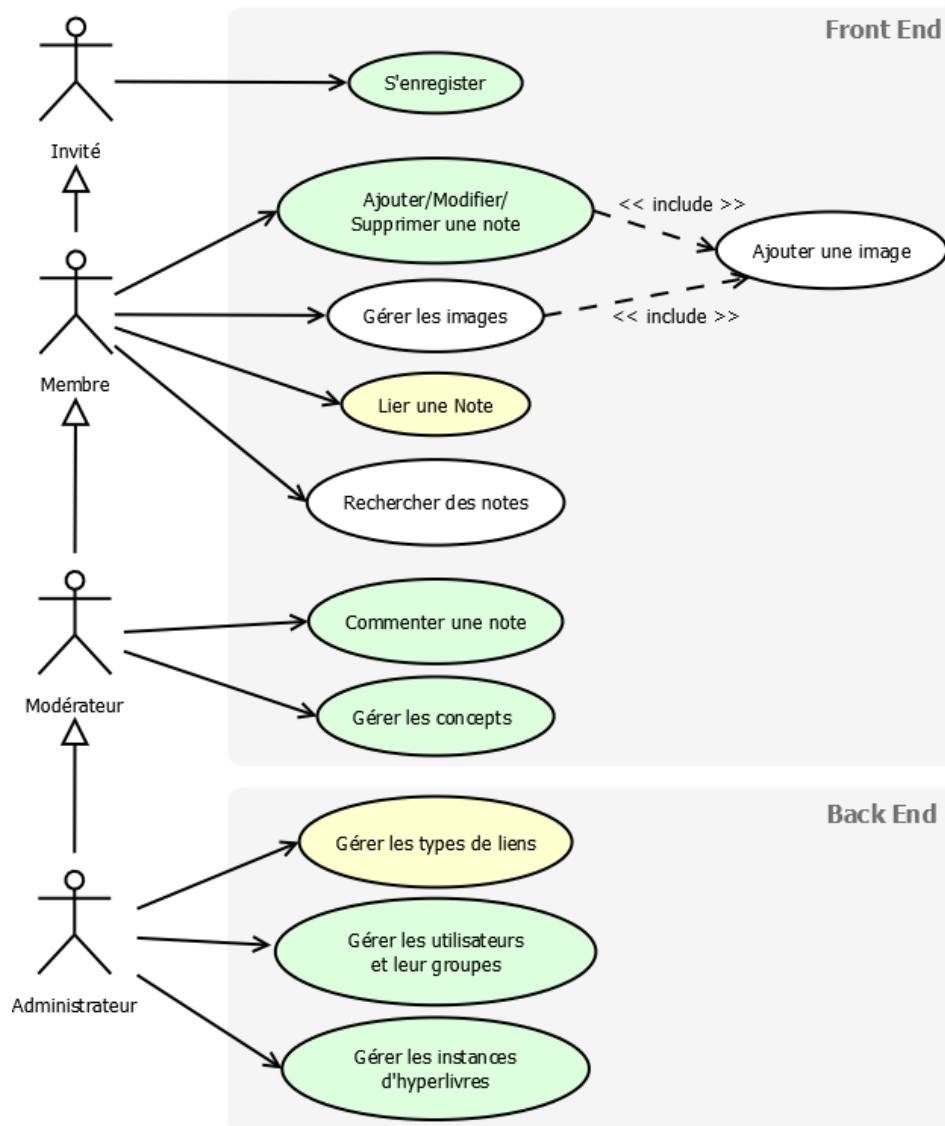 Front End
S'enregister
Invité
Ajouter/Modifier/
Supprimer une note
<< include >>
Ajouter une image
Gérer les images
<< include >>
Membre
Lier une Note
Rechercher des notes
Commenter une note
Modérateur
Gérer les concepts
Back End
Gérer les types de liens
Gérer les utilisateurs
et leur groupes
Administrateur
Gérer les instances
d'hyperlivres